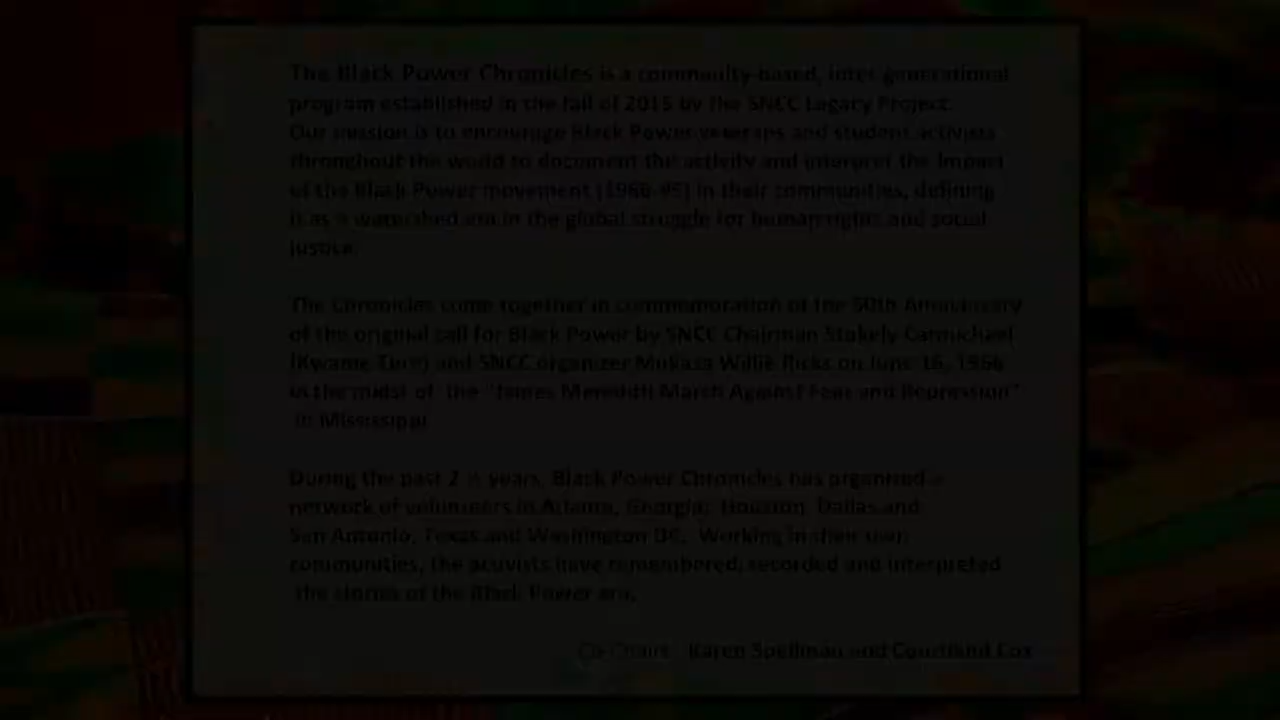 The Black Power Chronicles is a community-based, inter-generational
program established in the fall of 2015 by the SNCC Legacy Project.
Our mission is to encourage Black Power veterans and student activists
throughout the world to document the activity and interpret the impact
of the Black Power movement (1966-) in their communities, defining
it as a watershed era in the global struggle for human rights and social
justice.
The Chronicles come together in commemoration of the 50th Anniversary
of the original call for Black Power by SNCC Chairman Stokely Carmichael
(Kwame Ture) and SNCC organizer Mukasa Willie Ricks on June 16, 1966
in the midst of the "James Meredith March Against Fear and Repression"
in Mississippi
During the past 2 years, Black Power Chronicles has organized a
network of volunteers in Atlanta, Georgia; Houston, Dallas and
San Antonio, Texas and Washington DC. Working in their own
communities, the activists have remembered, recorded and interpreted
the stories of the Black Power era.
Co-Chairs Karen Spellman and Courtland Cox